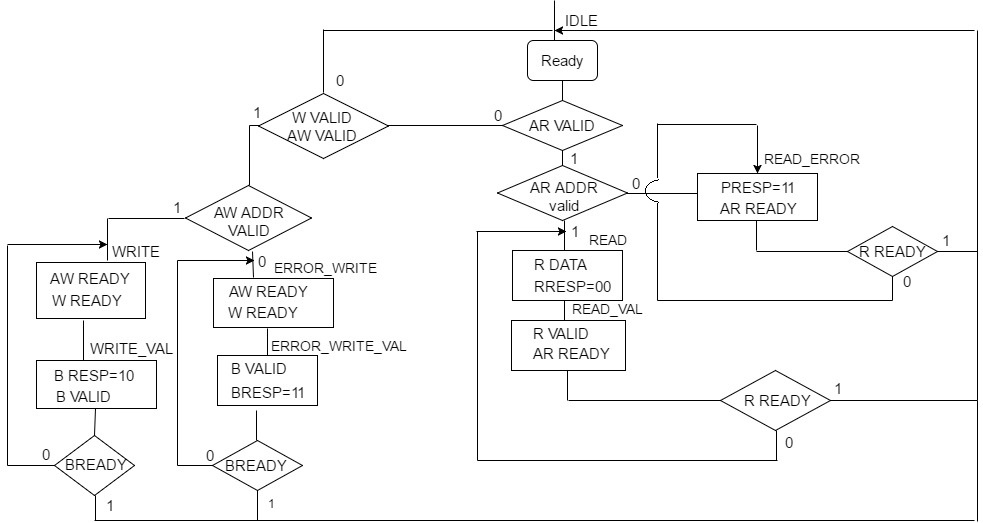 IDLE
Ready
0
W VALID
AW VALID
1
0
AR VALID
1
AR ADDR
valid
0
READ_ERROR
PRESP=11
AR READY
1
AW ADDR
VALID
1
READ
R READY
1
0
WRITE
0
ERROR_WRITE
AW READY
W READY
AW READY
W READY
R DATA
RRESP=00
READ_VAL
R VALID
AR READY
WRITE_VAL
ERROR_WRITE_VAL
B RESP=10
B VALID
B VALID
BRESP=11
R READY
1
0
0
BREADY
1
0
BREADY
1